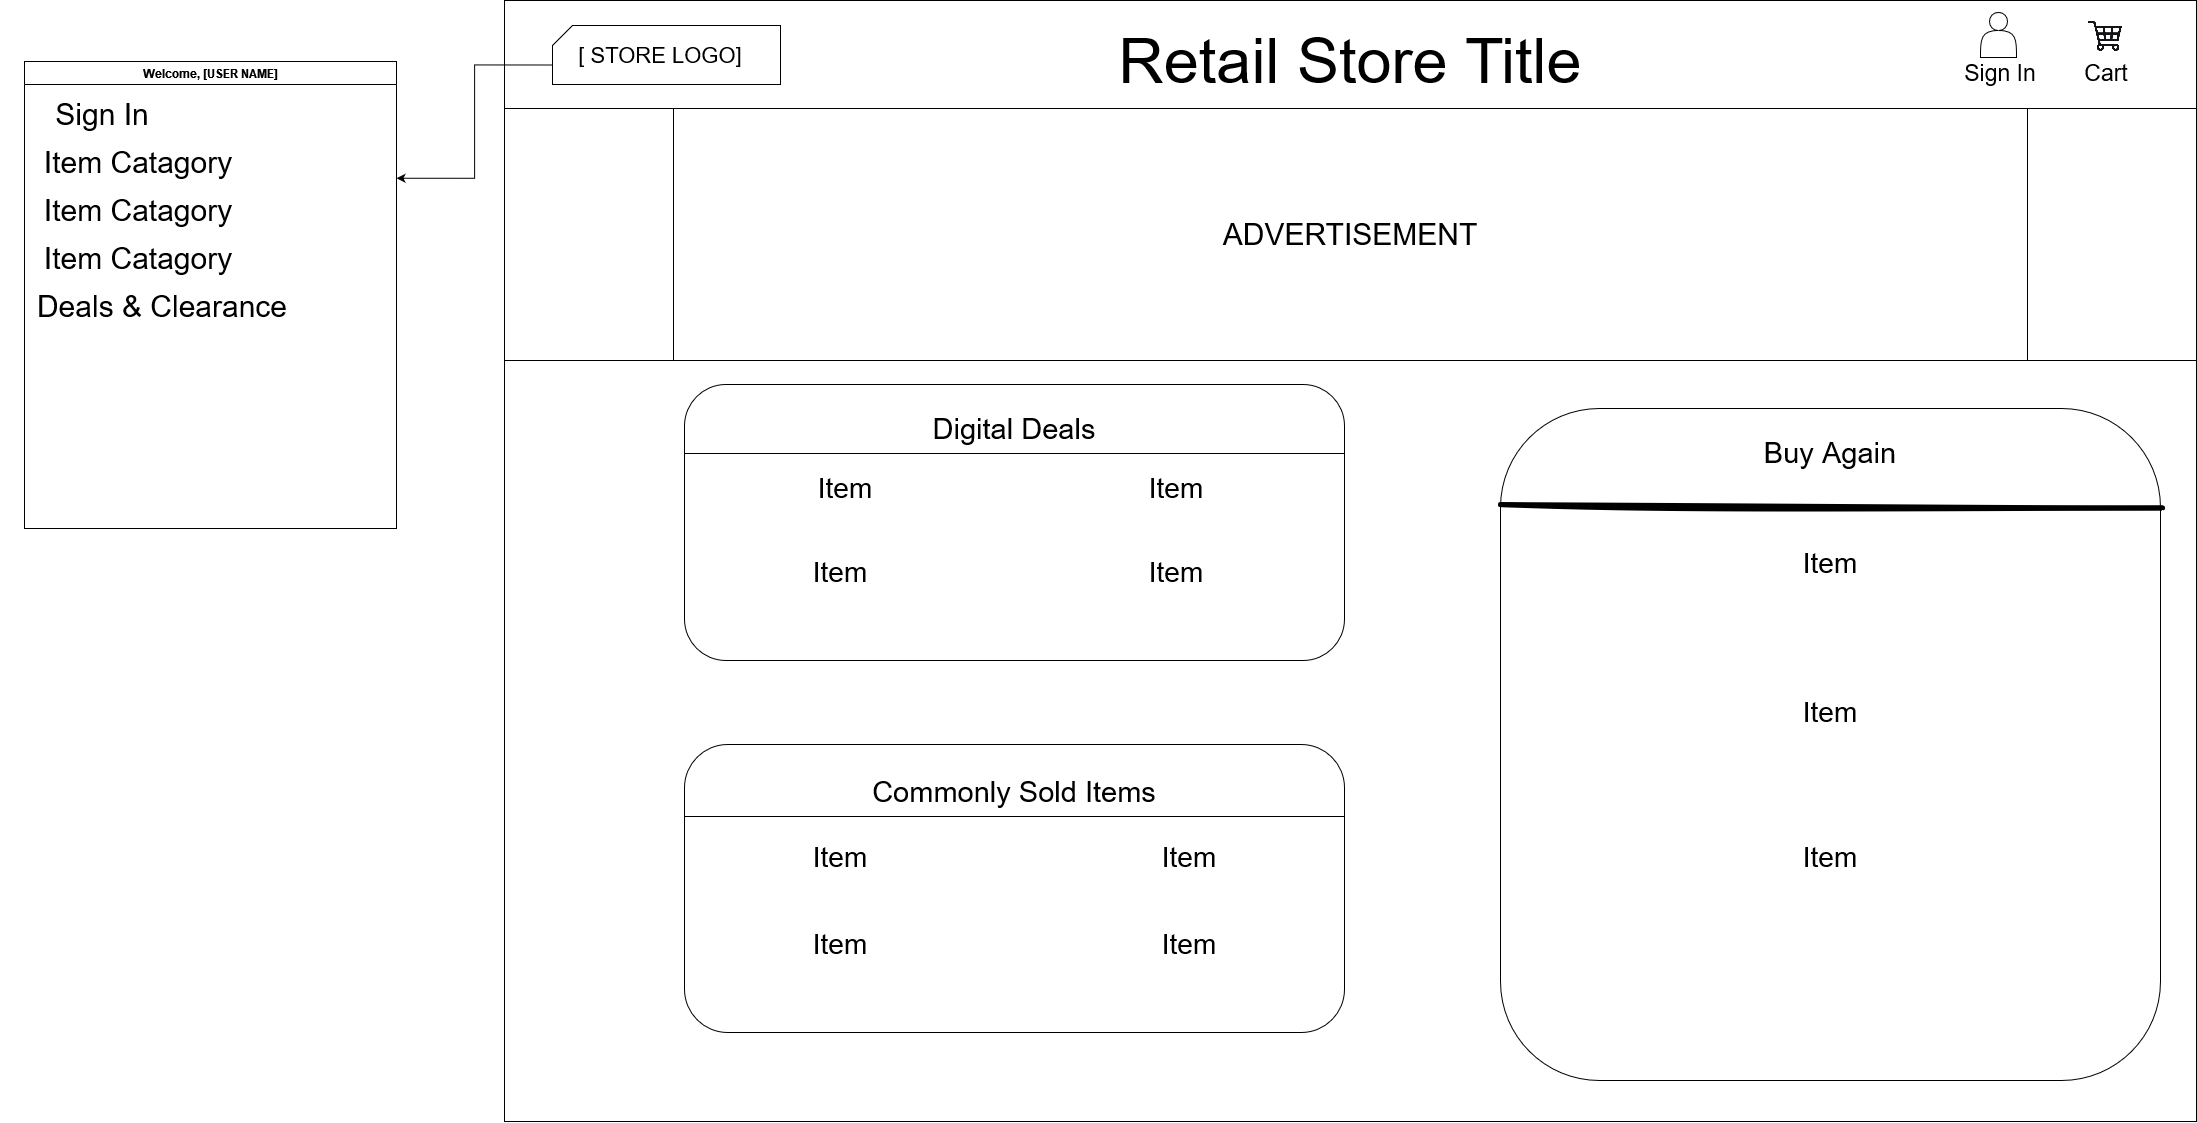 Welcome, [USER NAME]
Sign In
Item Catagory
Item Catagory
Item Catagory
Deals & Clearance
[ STORE LOGO]
Retail Store Title
Sign In
Cart
ADVERTISEMENT
Digital Deals
Item Item
Item Item
Commonly Sold Items
Item Item
Item Item
Buy Again
Item
Item
Item